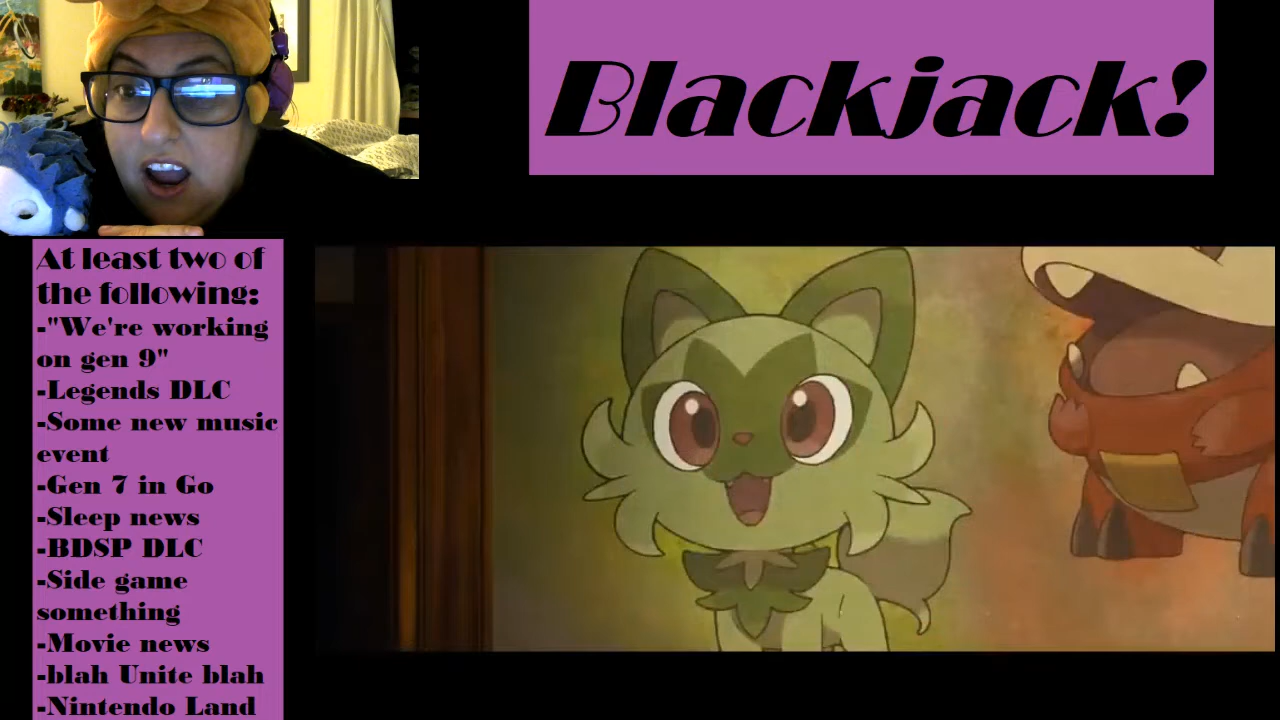 Blackjack!
At least two of
the following:
-"We're working
on gen 9"
-Legends DLC
-Some new music
event
-Gen 7 in Go
-Sleep news
-BDSP DLC
-Side game
something
-Movie news
-blah Unite blah
-Nintendo Land